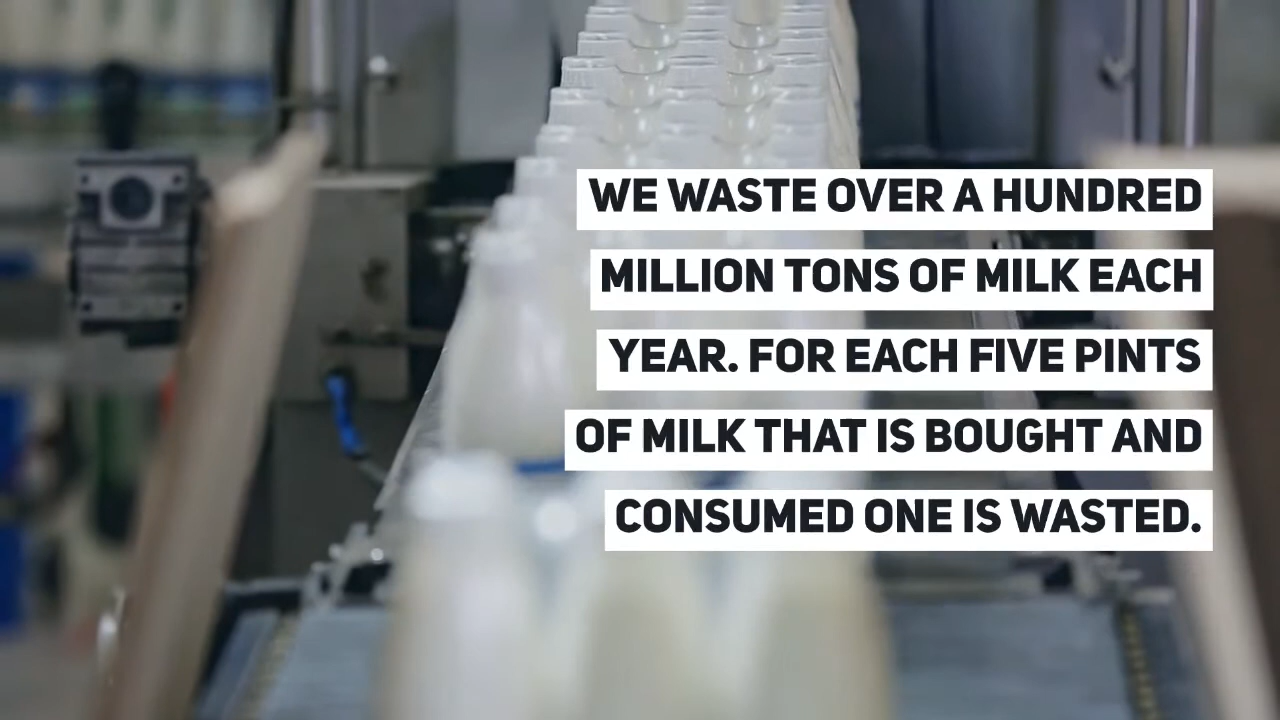 WE WASTE OVER A HUNDRED
MILLION TONS OF MILK EACH
YEAR. FOR EACH FIVE PINTS
OF MILK THAT IS BOUGHT AND
CONSUMED ONE IS WASTED.